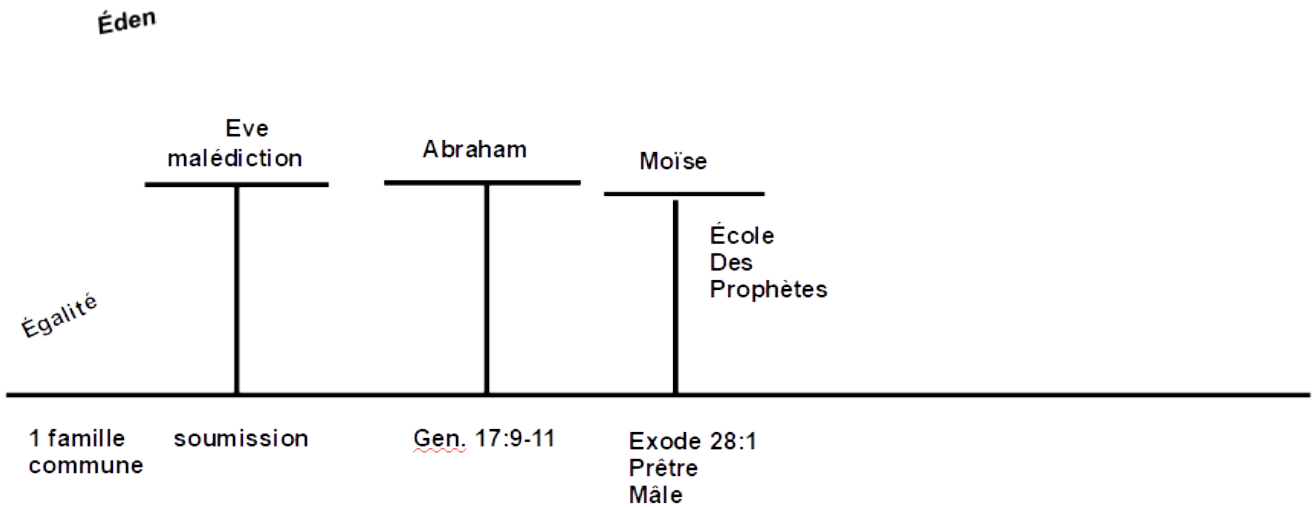 Éden
Eve
malédiction
Abraham
Moïse
École
Des
Prophètes
Égalité
1 famille
commune
soumission
Gen. 17:9-11
Exode 28:1
Prêtre
Mâle